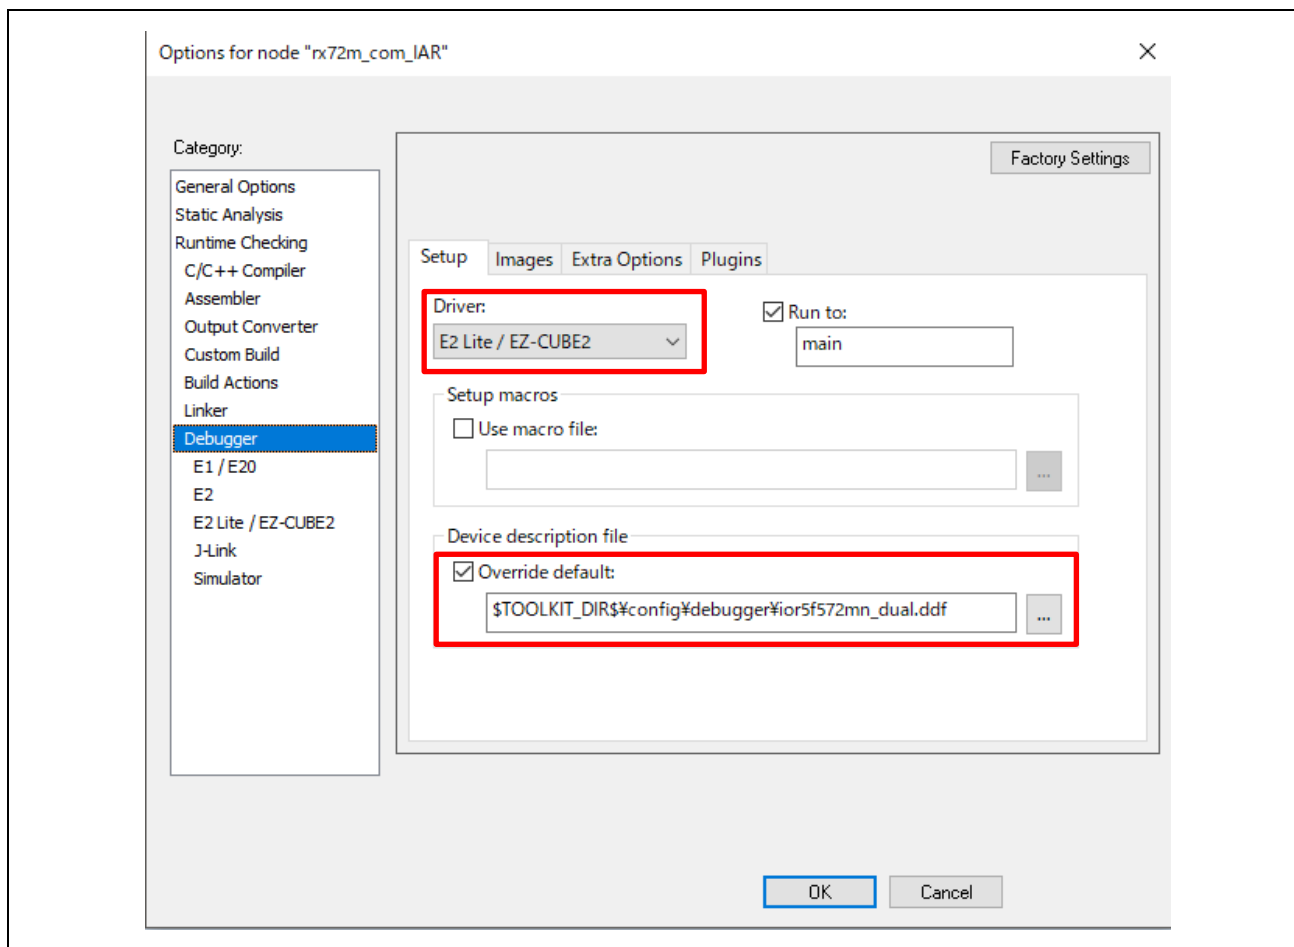 Options for node "rx72m_com_IAR"
Category:
Factory Settings
General Options
Static Analysis
Runtime Checking
C/C++ Compiler
Assembler
Output Converter
Custom Build
Build Actions
Linker
Debugger
E1 / E20
E2
E2 Lite / EZ-CUBE2
J-Link
Simulator
Setup Images Extra Options Plugins
Driver:
E2 Lite / EZ-CUBE2
Run to:
main
Setup macros
Use macro file:
...
Device description file
Override default:
$TOOLKIT_DIR$¥config¥debugger¥ior5f572mn_dual.ddf
...
OK Cancel